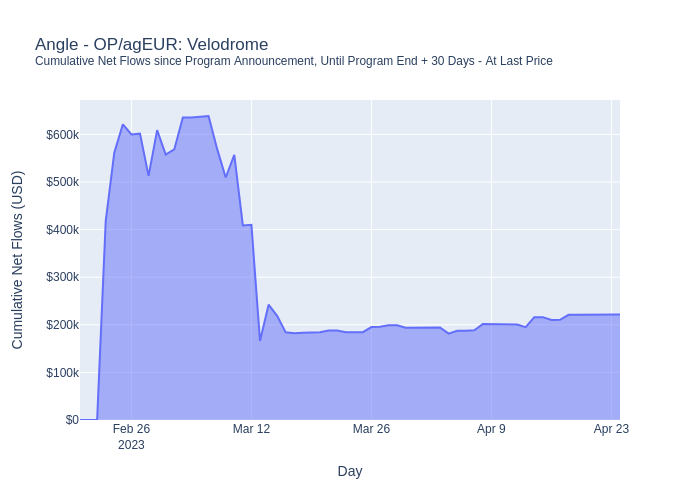 Angle - OP/agEUR: Velodrome
Cumulative Net Flows since Program Announcement, Until Program End + 30 Days - At Last Price
Cumulative Net Flows (USD)
$600k
$500k
$400k
$300k
$200k
$100k
$0
Feb 26
2023
Mar 12
Mar 26
Apr 9
Apr 23
Day